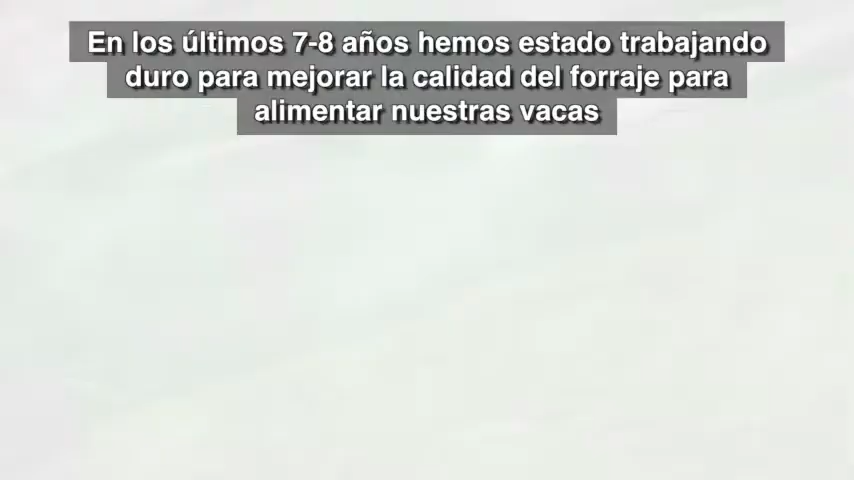 En los últimos 7-8 años hemos estado trabajando
duro para mejorar la calidad del forraje para
alimentar nuestras vacas